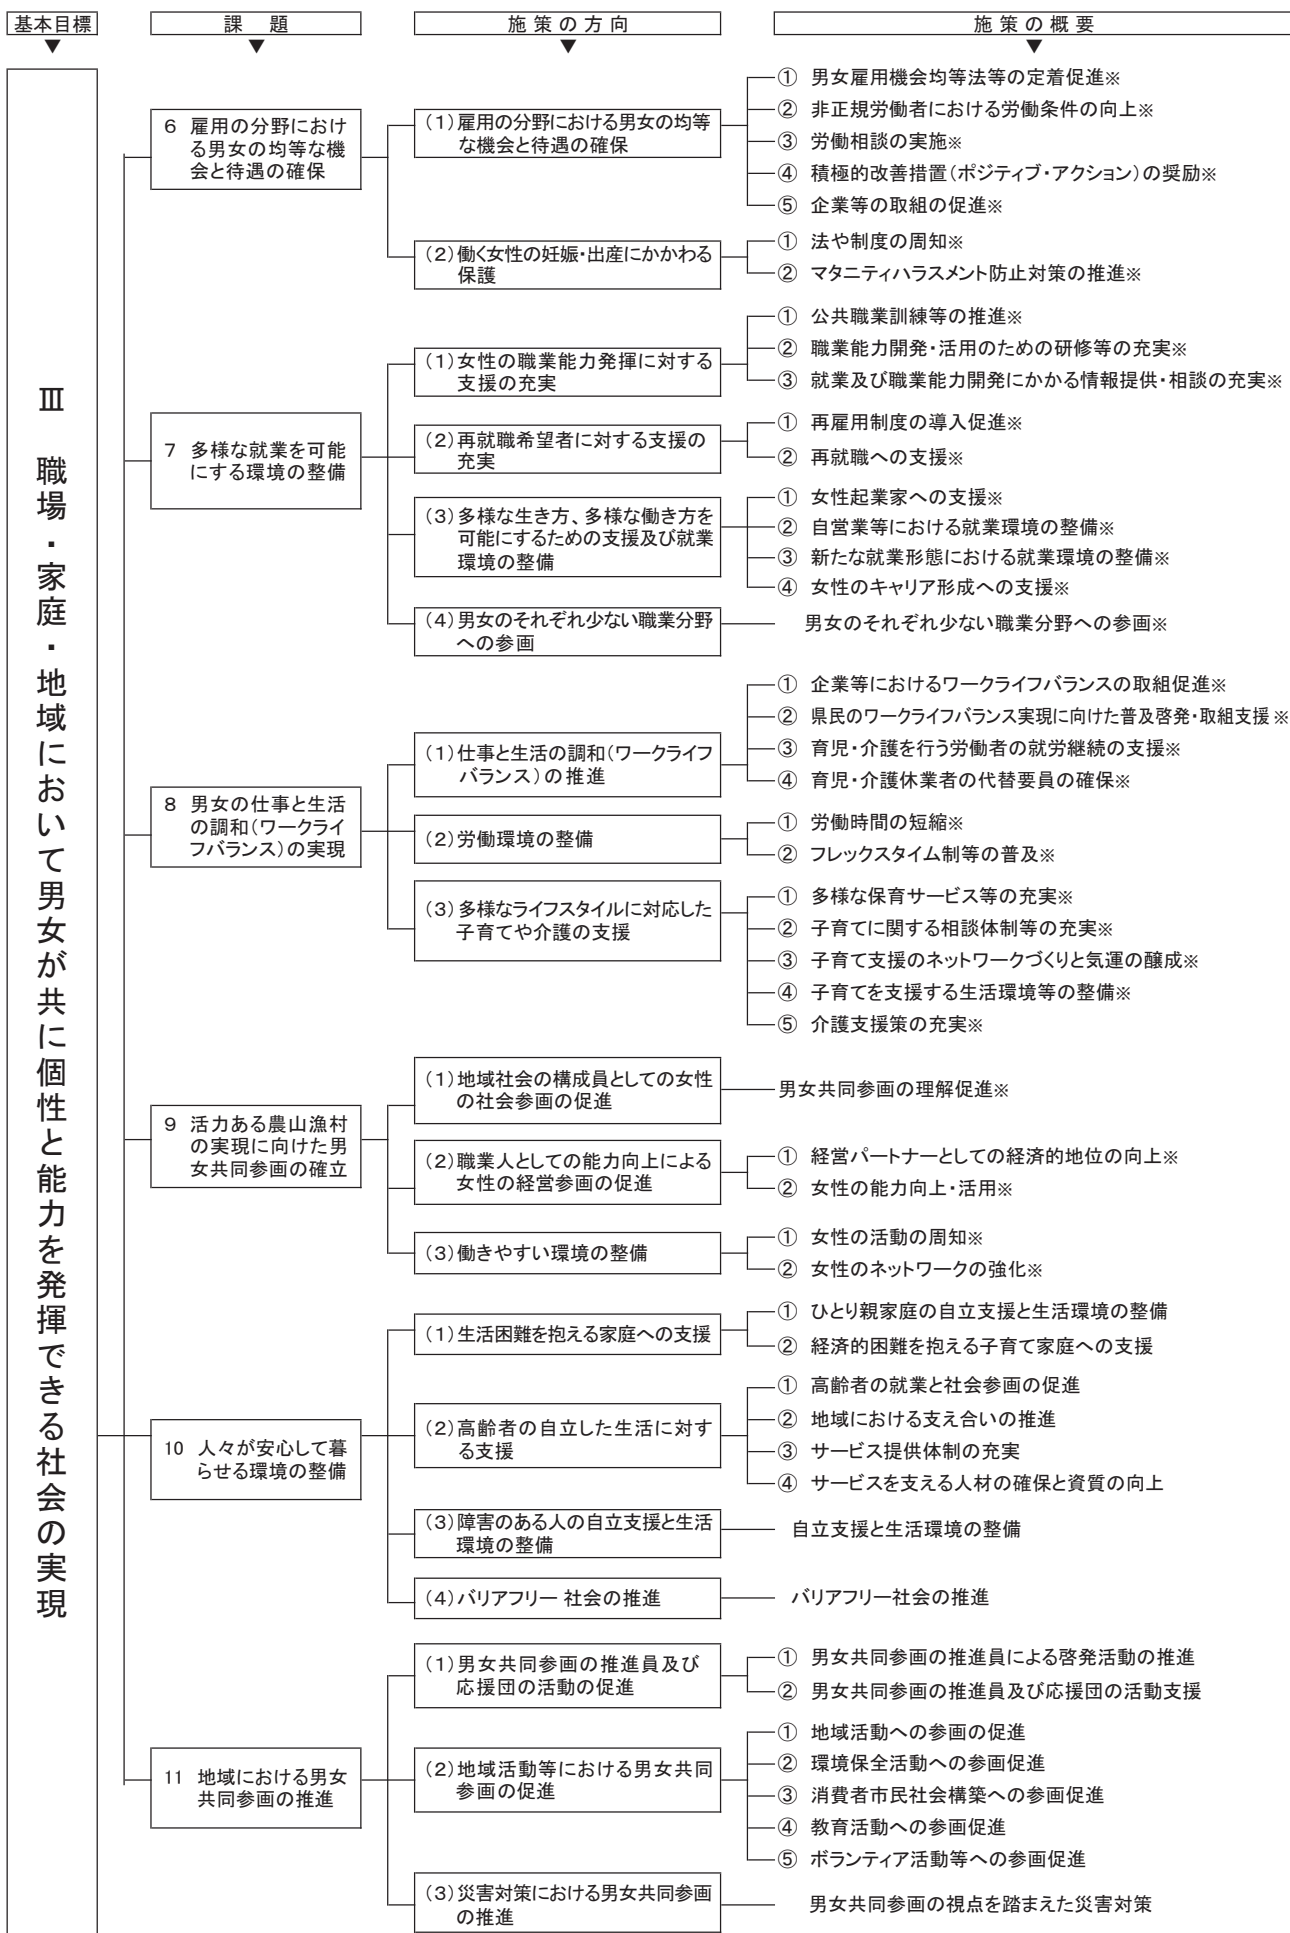 基本目標
課　題
施 策 の 方 向
施 策 の 概 要
▼
▼
▼
▼
Ⅲ　職場・家庭・地域において男女が共に個性と能力を発揮できる社会の実現
6 雇用の分野におけ
る男女の均等な機
会と待遇の確保
(1)雇用の分野における男女の均等
な機会と待遇の確保
① 男女雇用機会均等法等の定着促進※
② 非正規労働者における労働条件の向上※
③ 労働相談の実施※
④ 積極的改善措置(ポジティブ・アクション)の奨励※
⑤ 企業等の取組の促進※
(2)働く女性の妊娠・出産にかかわる
保護
① 法や制度の周知※
② マタニティハラスメント防止対策の推進※
7 多様な就業を可能
にする環境の整備
(1)女性の職業能力発揮に対する
支援の充実
① 公共職業訓練等の推進※
② 職業能力開発・活用のための研修等の充実※
③ 就業及び職業能力開発にかかる情報提供・相談の充実※
(2)再就職希望者に対する支援の
充実
① 再雇用制度の導入促進※
② 再就職への支援※
(3)多様な生き方、多様な働き方を
可能にするための支援及び就業
環境の整備
① 女性起業家への支援※
② 自営業等における就業環境の整備※
③ 新たな就業形態における就業環境の整備※
④ 女性のキャリア形成への支援※
(4)男女のそれぞれ少ない職業分野
への参画
男女のそれぞれ少ない職業分野への参画※
8 男女の仕事と生活
の調和(ワークライ
フバランス)の実現
(1)仕事と生活の調和(ワークライフ
バランス)の推進
① 企業等におけるワークライフバランスの取組促進※
② 県民のワークライフバランス実現に向けた普及啓発・取組支援※
③ 育児・介護を行う労働者の就労継続の支援※
④ 育児・介護休業者の代替要員の確保※
(2)労働環境の整備
① 労働時間の短縮※
② フレックスタイム制等の普及※
(3)多様なライフスタイルに対応した
子育てや介護の支援
① 多様な保育サービス等の充実※
② 子育てに関する相談体制等の充実※
③ 子育て支援のネットワークづくりと気運の醸成※
④ 子育てを支援する生活環境等の整備※
⑤ 介護支援策の充実※
9 活力ある農山漁村
の実現に向けた男
女共同参画の確立
(1)地域社会の構成員としての女性
の社会参画の促進
男女共同参画の理解促進※
(2)職業人としての能力向上による
女性の経営参画の促進
① 経営パートナーとしての経済的地位の向上※
② 女性の能力向上・活用※
(3)働きやすい環境の整備
① 女性の活動の周知※
② 女性のネットワークの強化※
10 人々が安心して暮
らせる環境の整備
(1)生活困難を抱える家庭への支援
① ひとり親家庭の自立支援と生活環境の整備
② 経済的困難を抱える子育て家庭への支援
(2)高齢者の自立した生活に対す
る支援
① 高齢者の就業と社会参画の促進
② 地域における支え合いの推進
③ サービス提供体制の充実
④ サービスを支える人材の確保と資質の向上
(3)障害のある人の自立支援と生活
環境の整備
自立支援と生活環境の整備
(4)バリアフリー 社会の推進
バリアフリー社会の推進
11 地域における男女
共同参画の推進
(1)男女共同参画の推進員及び
応援団の活動の促進
① 男女共同参画の推進員による啓発活動の推進
② 男女共同参画の推進員及び応援団の活動支援
(2)地域活動等における男女共同
参画の促進
① 地域活動への参画の促進
② 環境保全活動への参画促進
③ 消費者市民社会構築への参画促進
④ 教育活動への参画促進
⑤ ボランティア活動等への参画促進
(3)災害対策における男女共同参画
の推進
男女共同参画の視点を踏まえた災害対策